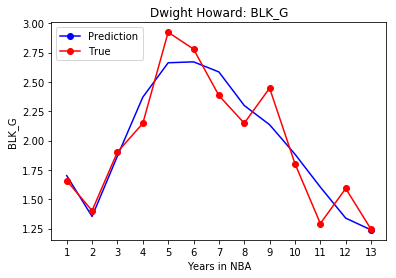 Dwight Howard: BLK_G
Prediction
True
BLK_G
3.00
2.75
2.50
2.25
2.00
1.75
1.50
1.25
1 2 3 4 5 6 7 8 9 10 11 12 13
Years in NBA